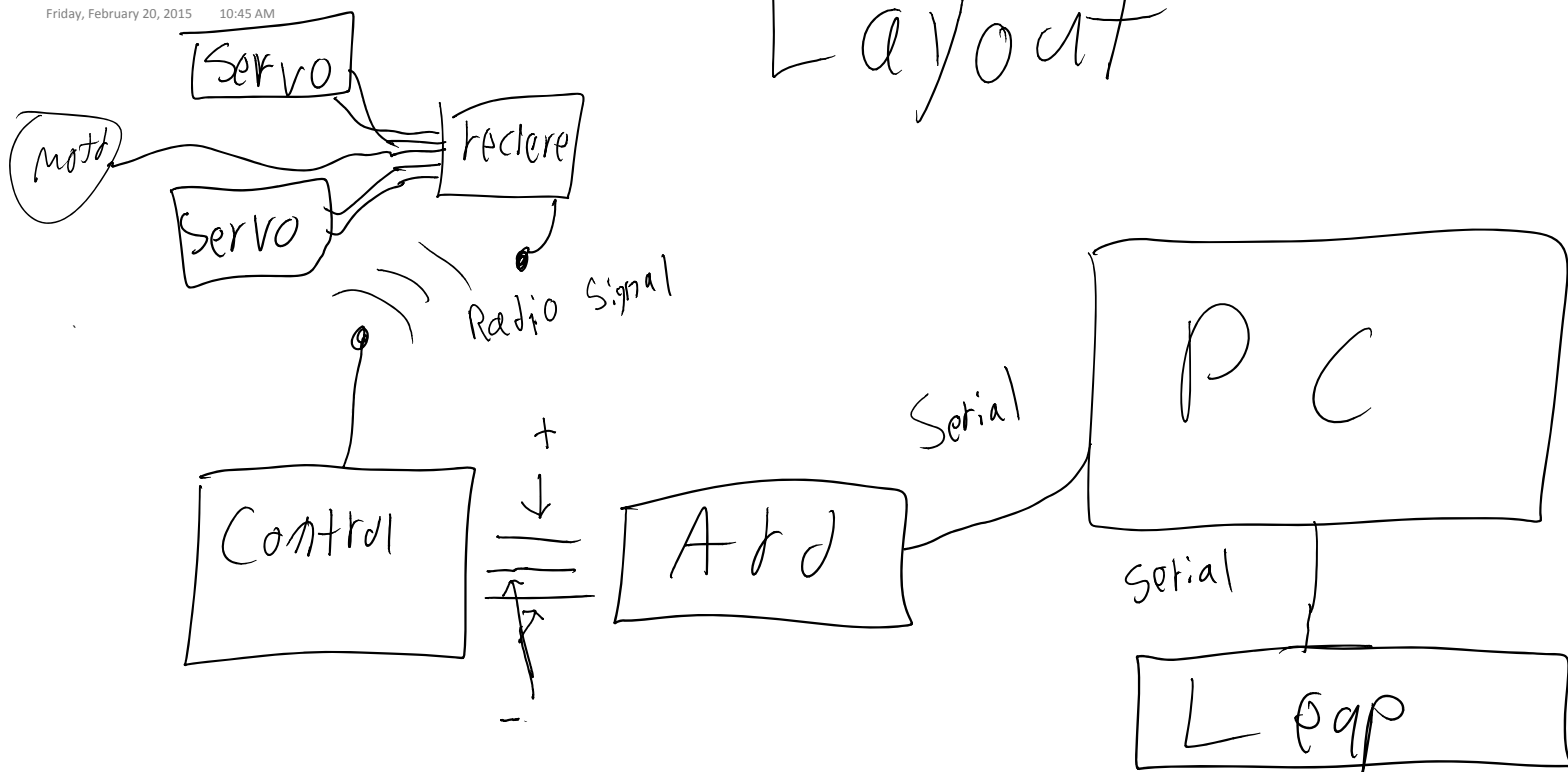 Friday, February 20, 2015 10:45 AM
Layout
Servo
reciere
Servo
Radio Signal
PC
Serial
+
Control
Ard
Serial
-
Leap